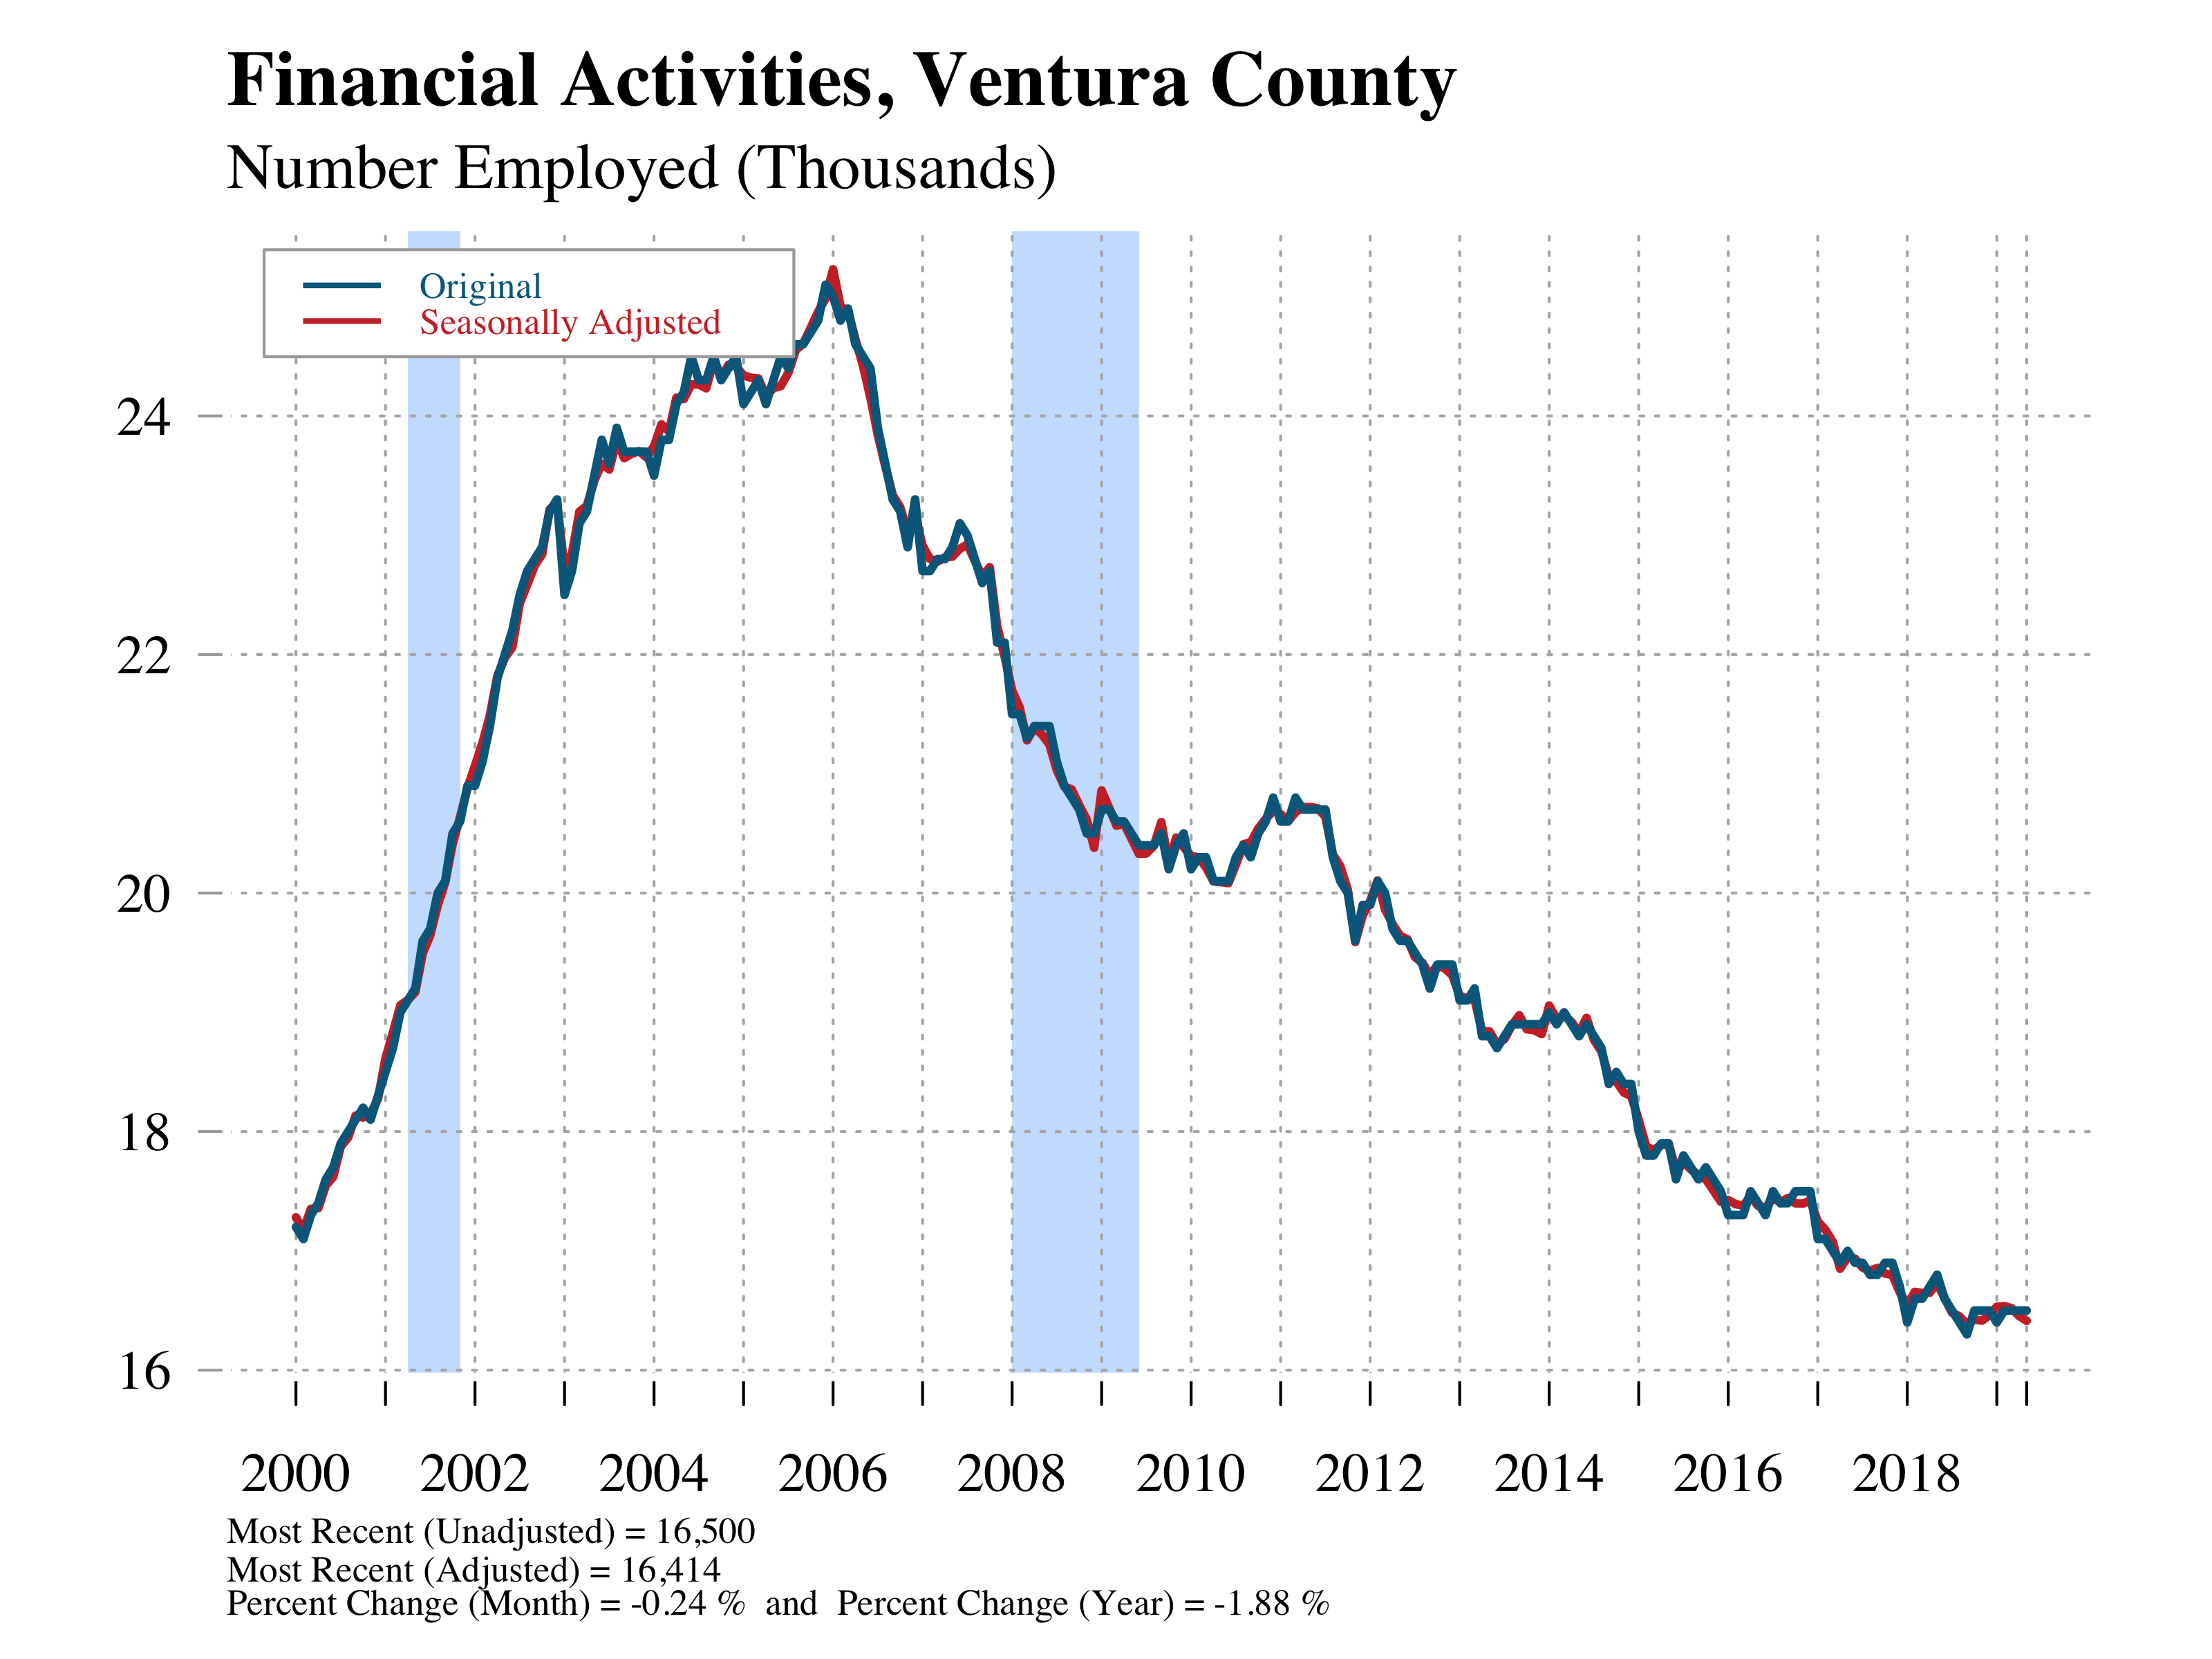 Financial Activities, Ventura County
Number Employed (Thousands)
Original
Seasonally Adjusted
24
22
20
18
16
2000 2002 2004 2006 2008 2010 2012 2014 2016 2018
Most Recent (Unadjusted) = 16,500
Most Recent (Adjusted) = 16,414
Percent Change (Month) = -0.24 % and Percent Change (Year) = -1.88 %